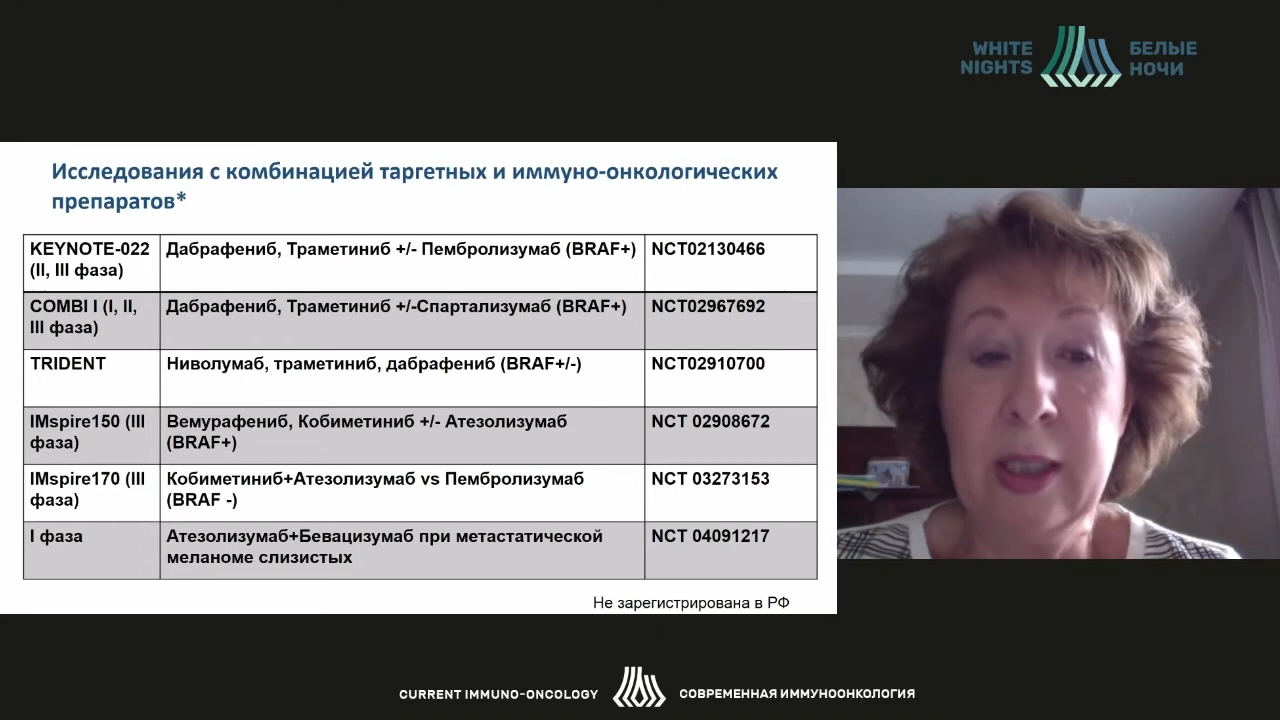 WHITE NIGHTS
БЕЛЫЕ НОЧИ
Исследования с комбинацией таргетных и иммуно-онкологических
препаратов*
KEYNOTE-022 (II, III фаза)
Дабрафениб, Траметиниб +/- Пембролизумаб (BRAF+)
NCT02130466
COMBI I (I, II, III фаза)
Дабрафениб, Траметиниб +/-Спартализумаб (BRAF+)
NCT02967692
TRIDENT
Ниволумаб, траметиниб, дабрафениб (BRAF+/-)
NCT02910700
IMspire150 (III фаза)
Вемурафениб, Кобиметиниб +/- Атезолизумаб
(BRAF+)
NCT 02908672
IMspire170 (III фаза)
Кобиметиниб+Атезолизумаб vs Пембролизумаб
(BRAF -)
NCT 03273153
I фаза
Атезолизумаб+Бевацизумаб при метастатической
меланоме слизистых
NCT 04091217
Не зарегистрирована в РФ
CURRENT IMMUNO-ONCOLOGY
СОВРЕМЕННАЯ ИММУНООНКОЛОГИЯ